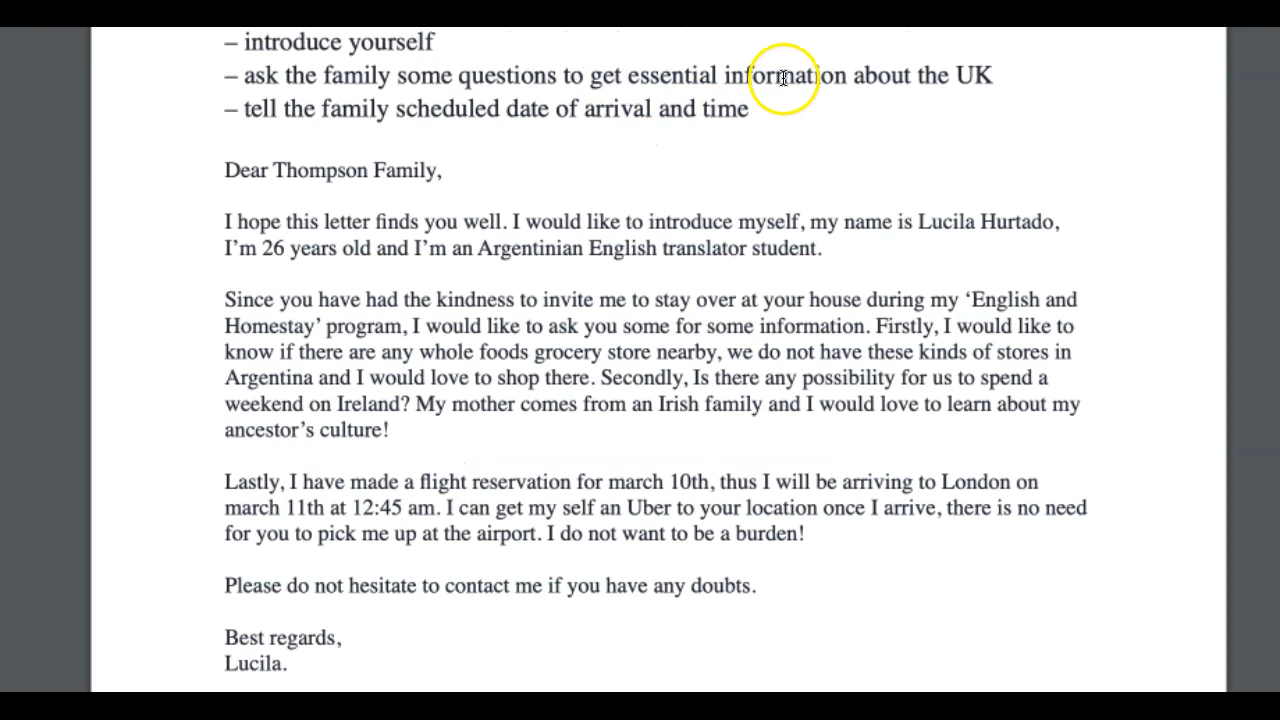 – introduce yourself
– ask the family some questions to get essential information about the UK
– tell the family scheduled date of arrival and time
Dear Thompson Family,
I hope this letter finds you well. I would like to introduce myself, my name is Lucila Hurtado,
I’m 26 years old and I’m an Argentinian English translator student.
Since you have had the kindness to invite me to stay over at your house during my ‘English and
Homestay’ program, I would like to ask you some for some information. Firstly, I would like to
know if there are any whole foods grocery store nearby, we do not have these kinds of stores in
Argentina and I would love to shop there. Secondly, Is there any possibility for us to spend a
weekend on Ireland? My mother comes from an Irish family and I would love to learn about my
ancestor’s culture!
Lastly, I have made a flight reservation for march 10th, thus I will be arriving to London on
march 11th at 12:45 am. I can get my self an Uber to your location once I arrive, there is no need
for you to pick me up at the airport. I do not want to be a burden!
Please do not hesitate to contact me if you have any doubts.
Best regards,
Lucila.